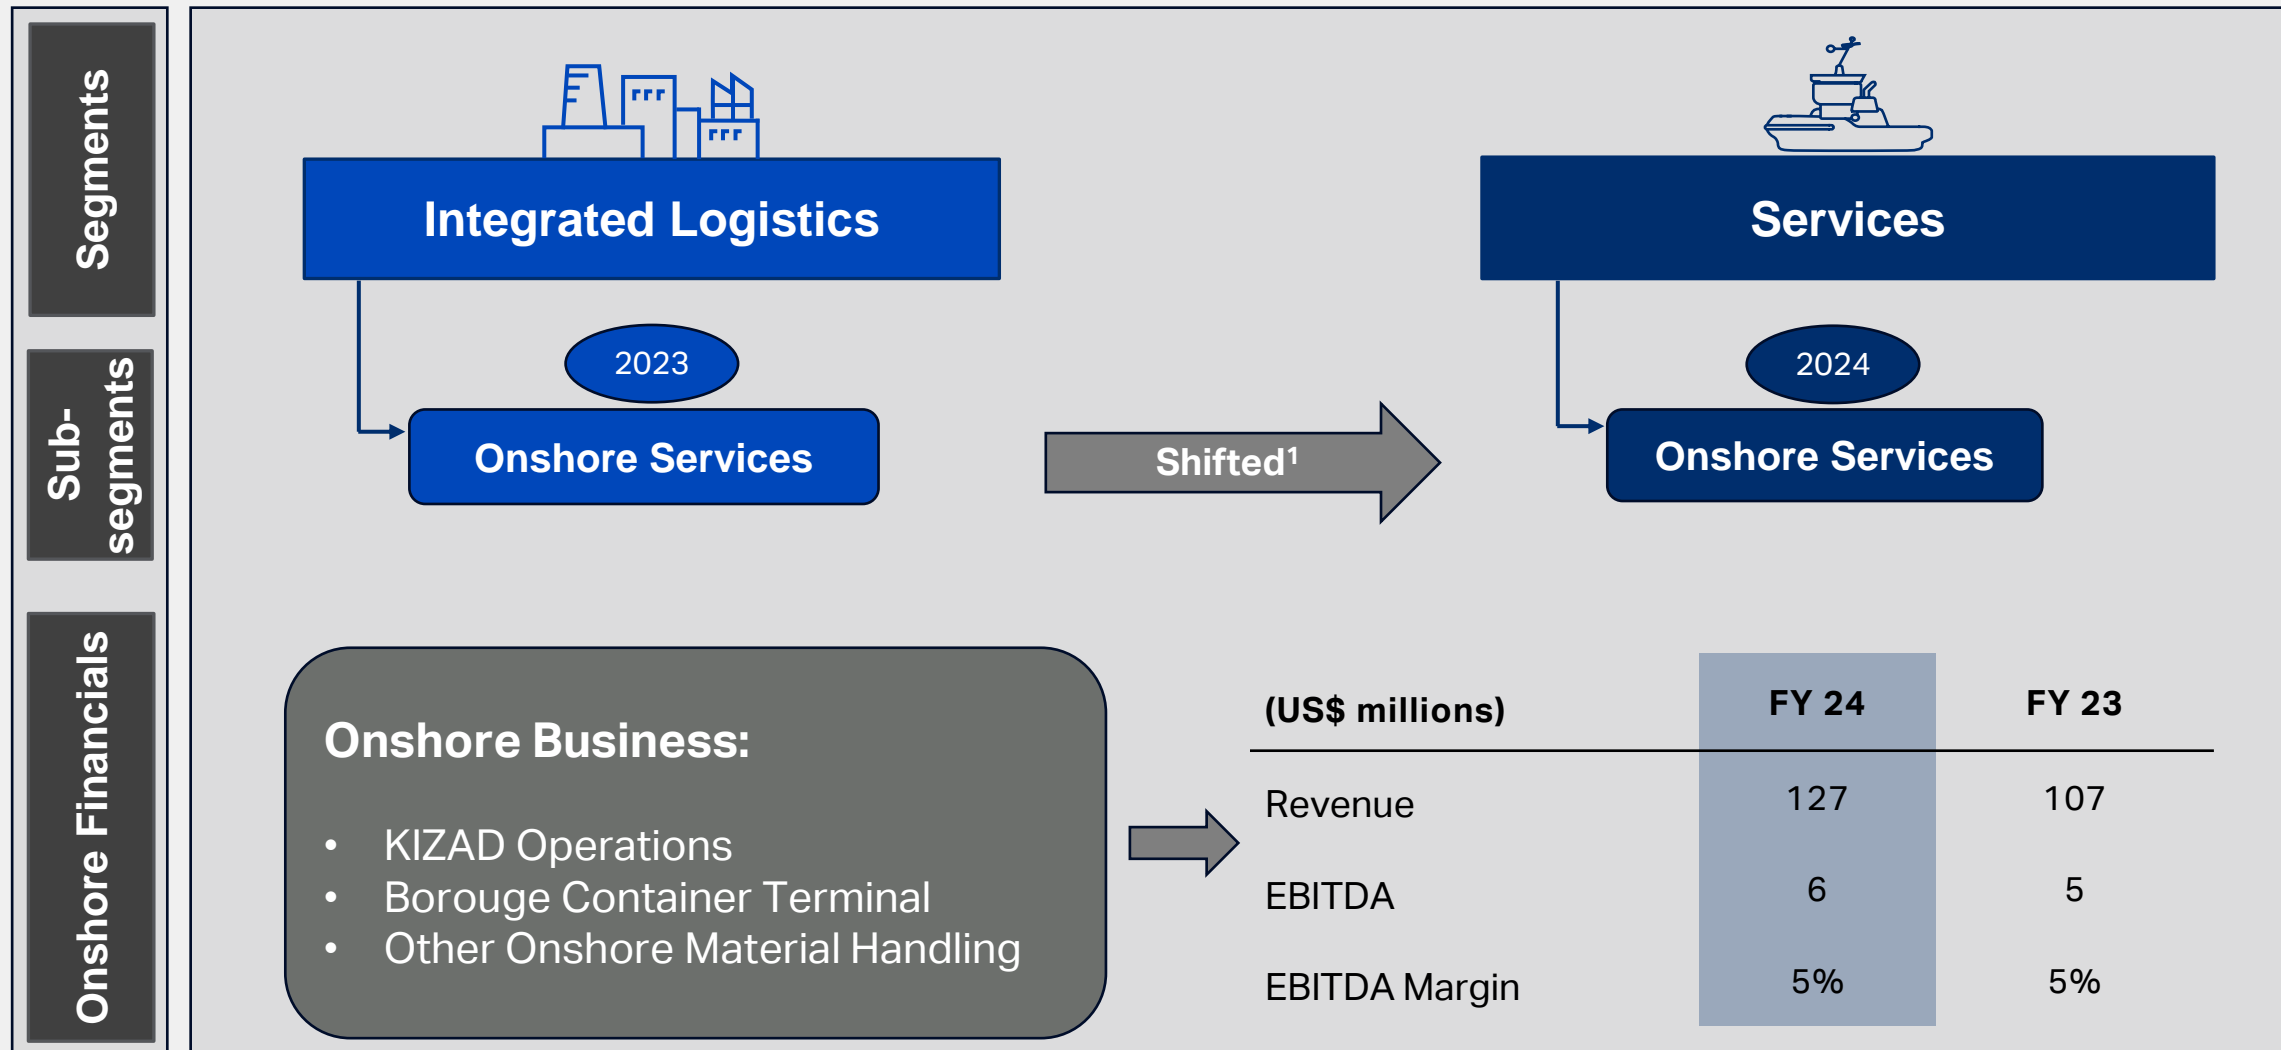 Segments
Integrated Logistics
Services
Sub-
segments
2023
Onshore Services
Shifted¹
2024
Onshore Services
Onshore Financials
Onshore Business:
• KIZAD Operations
• Borouge Container Terminal
• Other Onshore Material Handling
(US$ millions) FY 24 FY 23
Revenue 127 107
EBITDA 6 5
EBITDA Margin 5% 5%